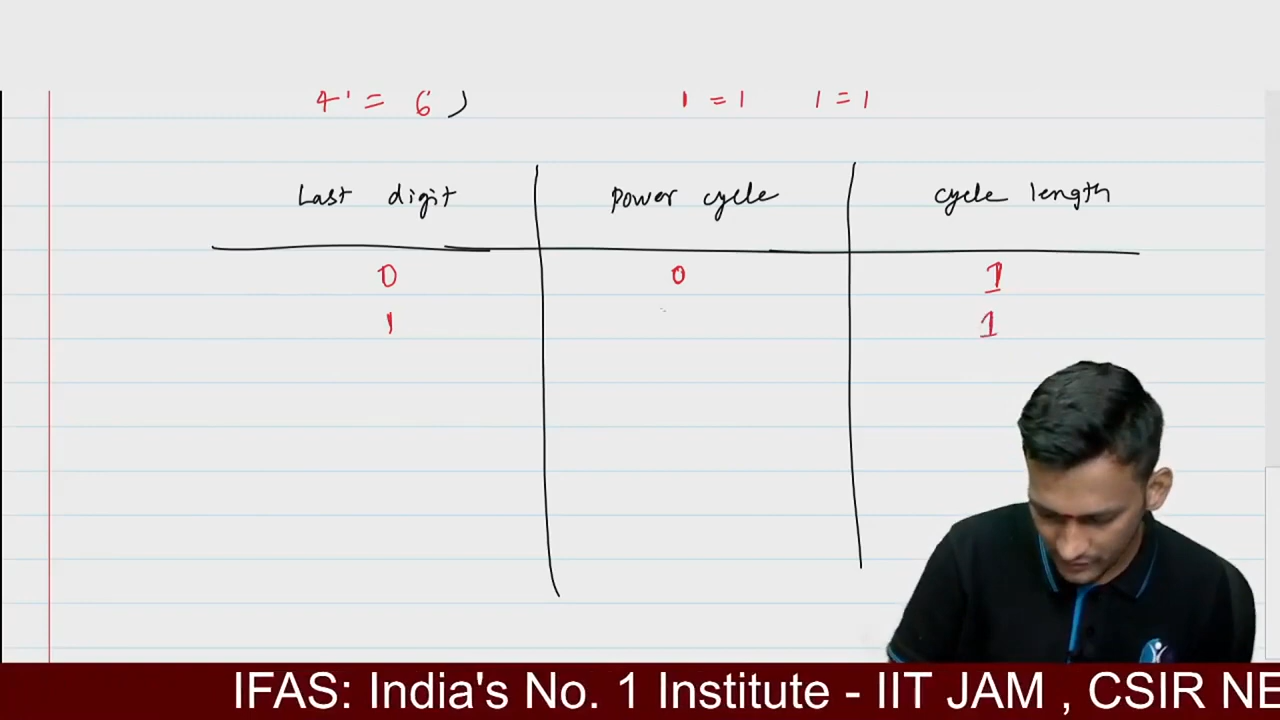 4' = 6 ) 1 = 1 1 = 1
Last digit Power cycle cycle length
0 0 1
1 1
IFAS: India's No. 1 Institute - IIT JAM , CSIR NE